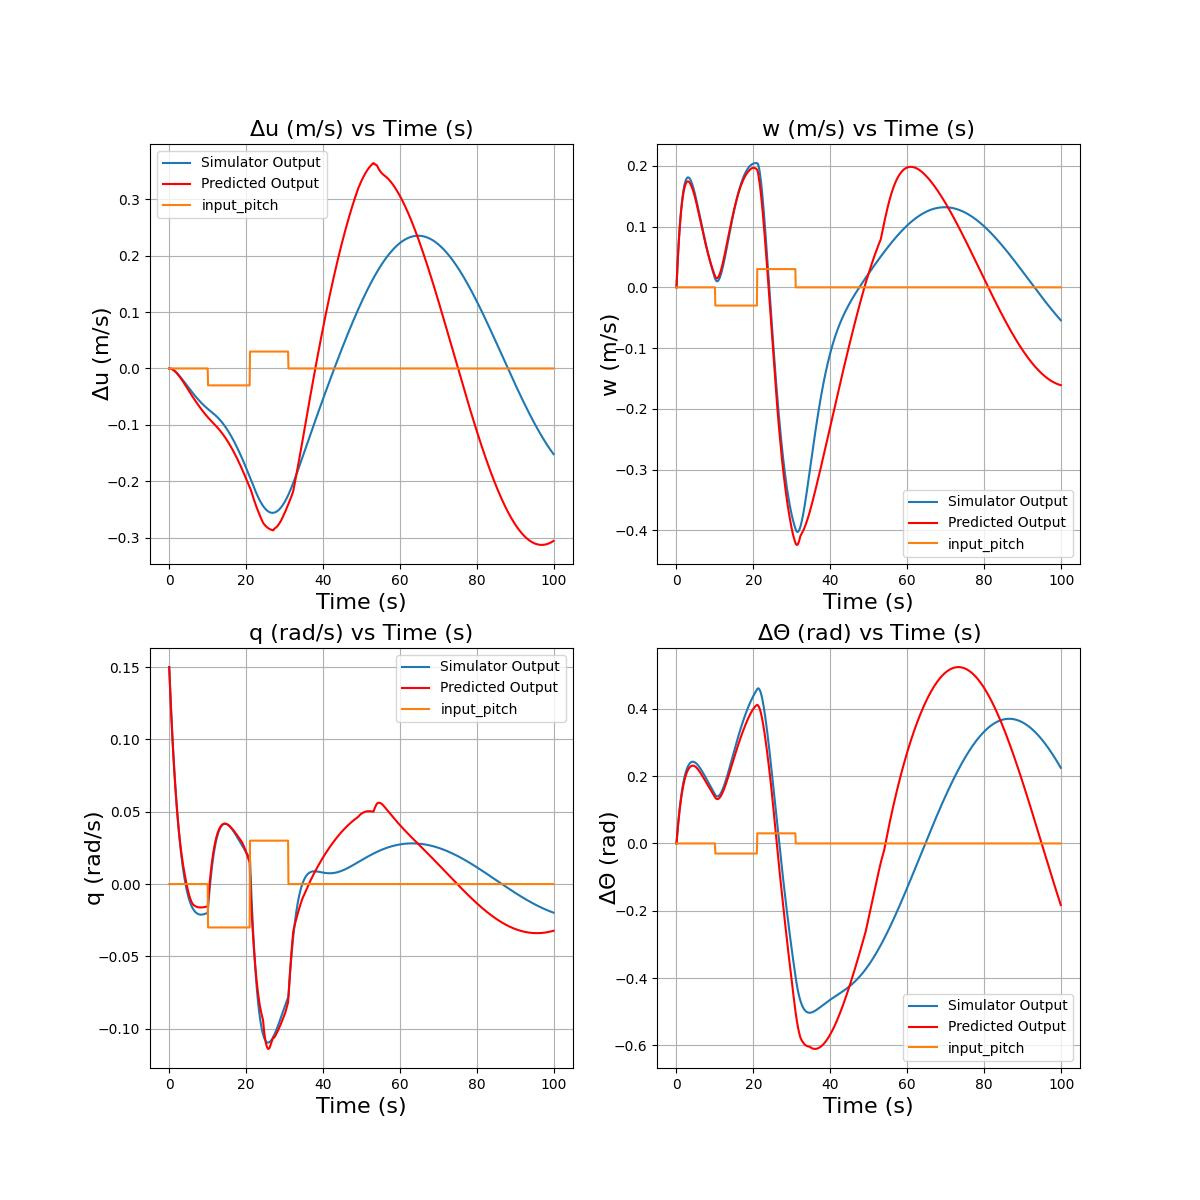 Δu (m/s) vs Time (s)
Simulator Output
Predicted Output
input_pitch
0.3
0.2
0.1
0.0
−0.1
−0.2
−0.3
Δu (m/s)
0 20 40 60 80 100
Time (s)
w (m/s) vs Time (s)
0.2
0.1
0.0
−0.1
−0.2
−0.3
−0.4
w (m/s)
Simulator Output
Predicted Output
input_pitch
0 20 40 60 80 100
Time (s)
q (rad/s) vs Time (s)
Simulator Output
Predicted Output
input_pitch
0.15
0.10
0.05
0.00
−0.05
−0.10
q (rad/s)
0 20 40 60 80 100
Time (s)
ΔΘ (rad) vs Time (s)
0.4
0.2
0.0
−0.2
−0.4
−0.6
ΔΘ (rad)
Simulator Output
Predicted Output
input_pitch
0 20 40 60 80 100
Time (s)